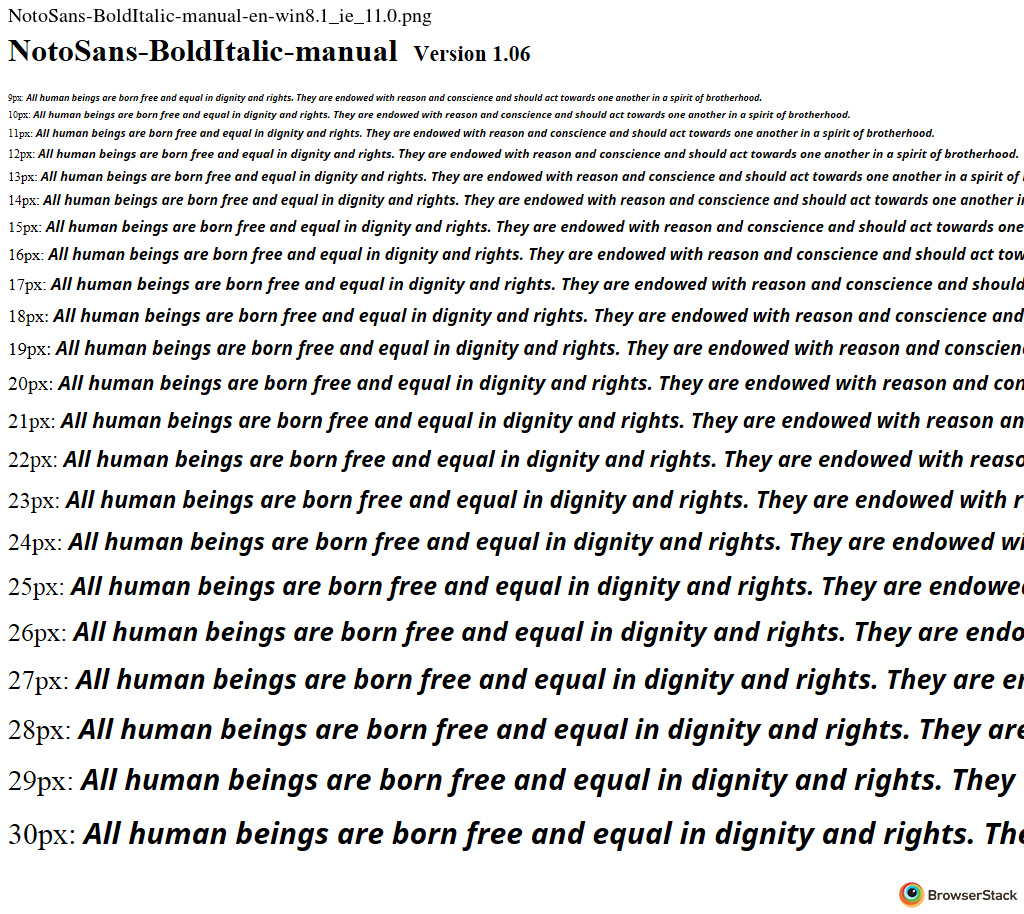 NotoSans-BoldItalic-manual-en-win8.1_ie_11.0.png
NotoSans-BoldItalic-manual Version 1.06
9px: All human beings are born free and equal in dignity and rights. They are endowed with reason and conscience and should act towards one another in a spirit of brotherhood.
10px: All human beings are born free and equal in dignity and rights. They are endowed with reason and conscience and should act towards one another in a spirit of brotherhood.
11px: All human beings are born free and equal in dignity and rights. They are endowed with reason and conscience and should act towards one another in a spirit of brotherhood.
12px: All human beings are born free and equal in dignity and rights. They are endowed with reason and conscience and should act towards one another in a spirit of brotherhood.
13px: All human beings are born free and equal in dignity and rights. They are endowed with reason and conscience and should act towards one another in a spirit of
14px: All human beings are born free and equal in dignity and rights. They are endowed with reason and conscience and should act towards one another i
15px: All human beings are born free and equal in dignity and rights. They are endowed with reason and conscience and should act towards one
16px: All human beings are born free and equal in dignity and rights. They are endowed with reason and conscience and should act tow
17px: All human beings are born free and equal in dignity and rights. They are endowed with reason and conscience and should
18px: All human beings are born free and equal in dignity and rights. They are endowed with reason and conscience and
19px: All human beings are born free and equal in dignity and rights. They are endowed with reason and conscien
20px: All human beings are born free and equal in dignity and rights. They are endowed with reason and con
21px: All human beings are born free and equal in dignity and rights. They are endowed with reason an
22px: All human beings are born free and equal in dignity and rights. They are endowed with reaso
23px: All human beings are born free and equal in dignity and rights. They are endowed with r
24px: All human beings are born free and equal in dignity and rights. They are endowed wi
25px: All human beings are born free and equal in dignity and rights. They are endowe
26px: All human beings are born free and equal in dignity and rights. They are endo
27px: All human beings are born free and equal in dignity and rights. They are en
28px: All human beings are born free and equal in dignity and rights. They are
29px: All human beings are born free and equal in dignity and rights. They
30px: All human beings are born free and equal in dignity and rights. The
BrowserStack